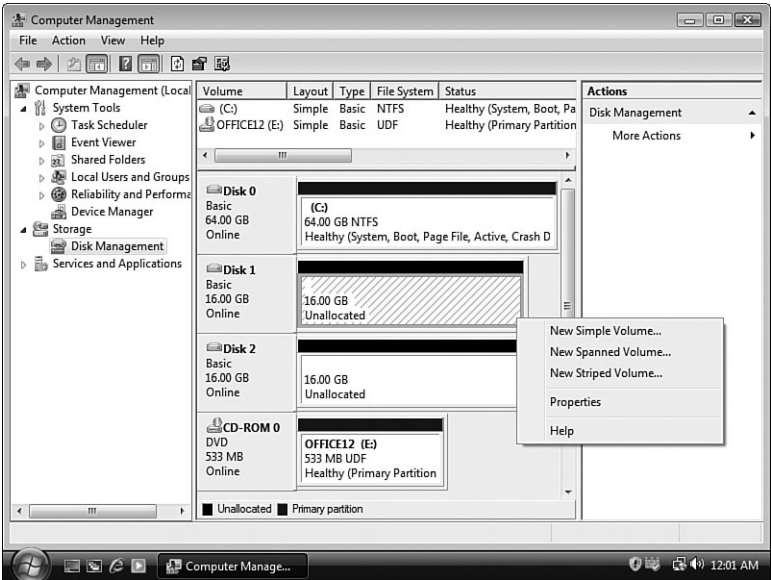 Computer Management
File Action View Help
Computer Management (Local
System Tools
Task Scheduler
Event Viewer
Shared Folders
Local Users and Groups
Reliability and Performa
Device Manager
Storage
Disk Management
Services and Applications
Volume Layout Type File System Status
(C:) Simple Basic NTFS Healthy (System, Boot, Pa
OFFICE12 (E:) Simple Basic UDF Healthy (Primary Partition
Disk 0
Basic
64.00 GB
Online
(C:)
64.00 GB NTFS
Healthy (System, Boot, Page File, Active, Crash D
Disk 1
Basic
16.00 GB
Online
16.00 GB
Unallocated
Disk 2
Basic
16.00 GB
Online
16.00 GB
Unallocated
CD-ROM 0
DVD
533 MB
Online
OFFICE12 (E:)
533 MB UDF
Healthy (Primary Partition
Unallocated Primary partition
Actions
Disk Management
More Actions
New Simple Volume...
New Spanned Volume...
New Striped Volume...
Properties
Help
Computer Manage...
12:01 AM